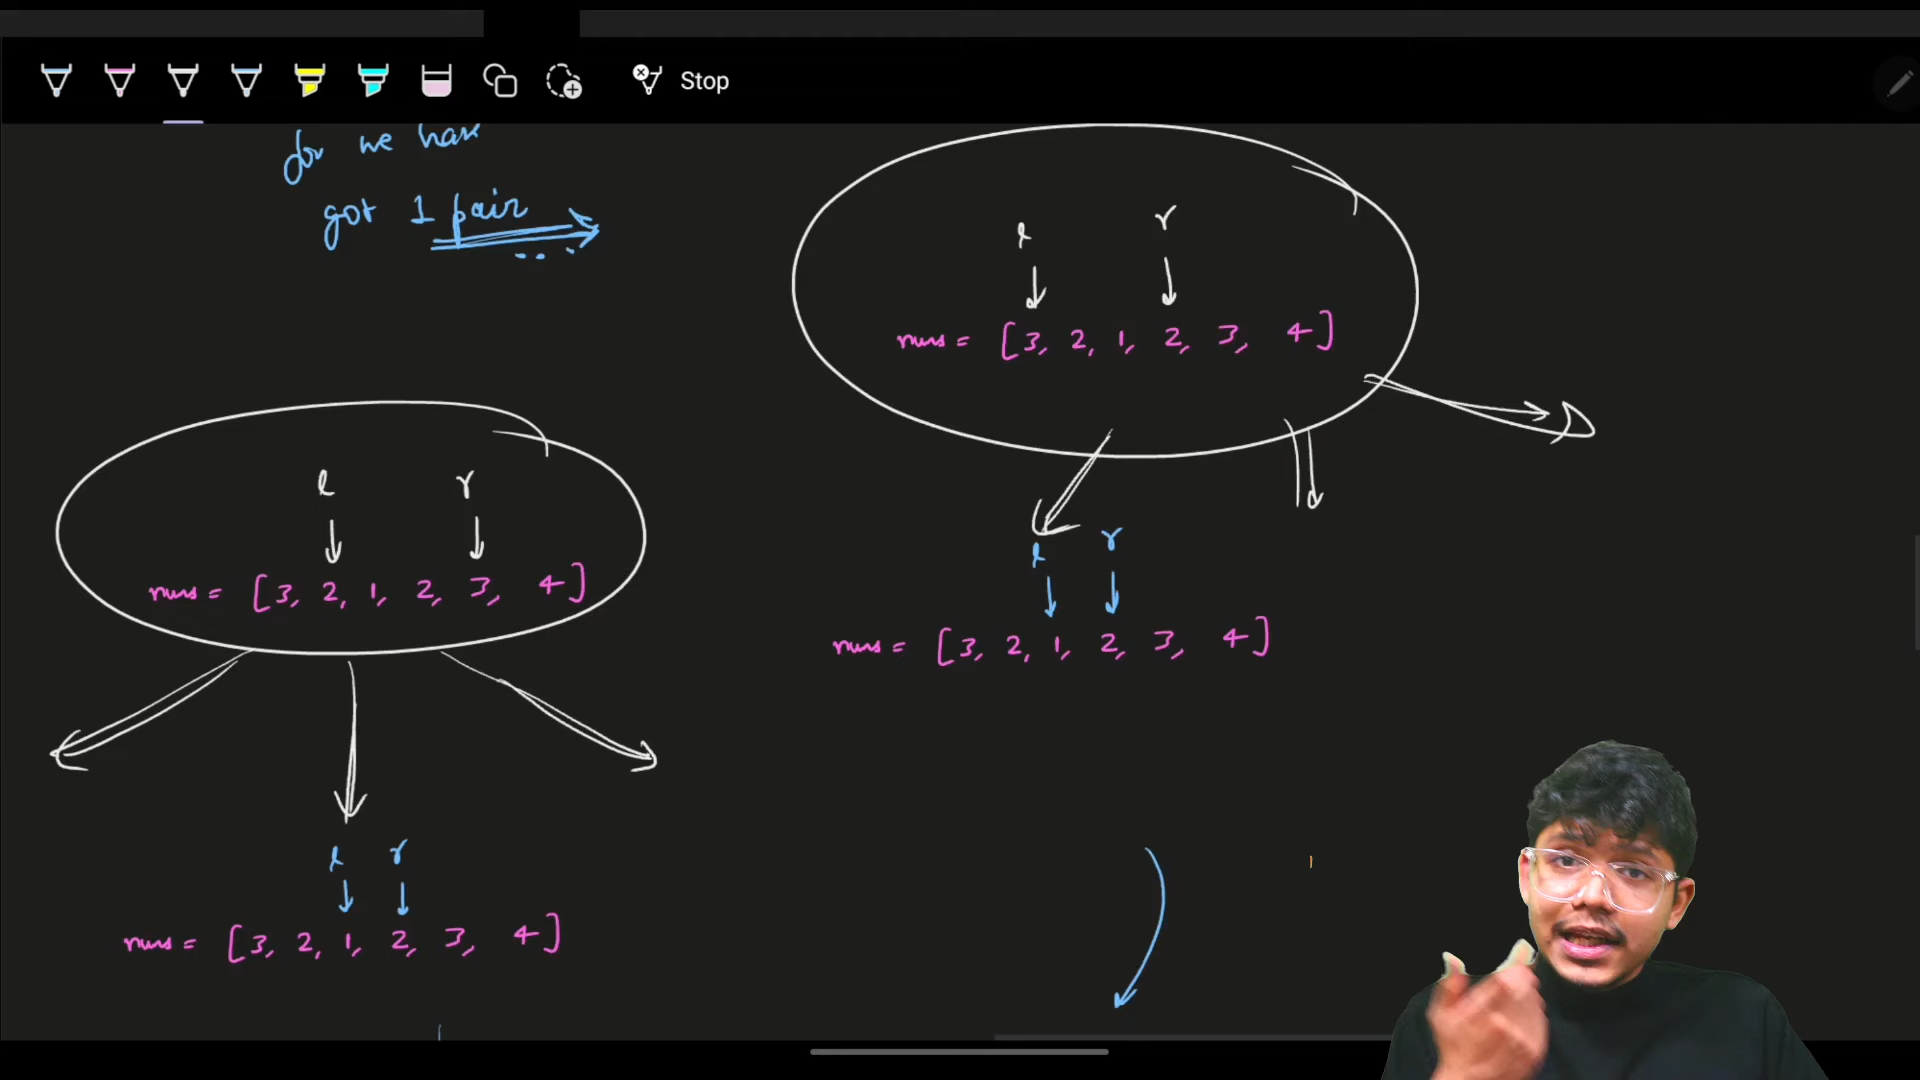 Stop
do we have
got 1 pair
l r
nums = [3, 2, 1, 2, 3, 4]
l r
nums = [3, 2, 1, 2, 3, 4]
l r
nums = [3, 2, 1, 2, 3, 4]
l r
nums = [3, 2, 1, 2, 3, 4]